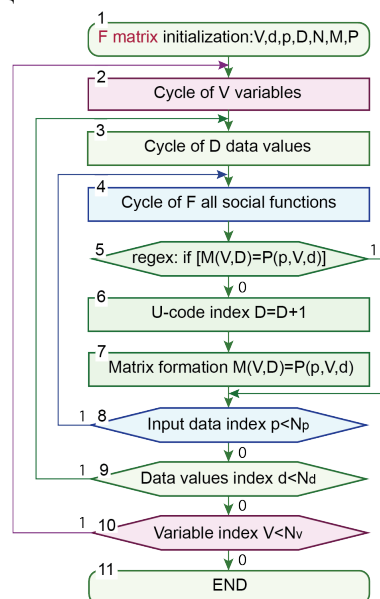 1
F matrix initialization:V,d,p,D,N,M,P
2
Cycle of V variables
3
Cycle of D data values
4
Cycle of F all social functions
5
regex: if [M(V,D)=P(p,V,d)]
1
0
6
U-code index D=D+1
7
Matrix formation M(V,D)=P(p,V,d)
1
8
Input data index p<Np
0
1
9
Data values index d<Nd
0
1
10
Variable index V<Nv
0
11
END